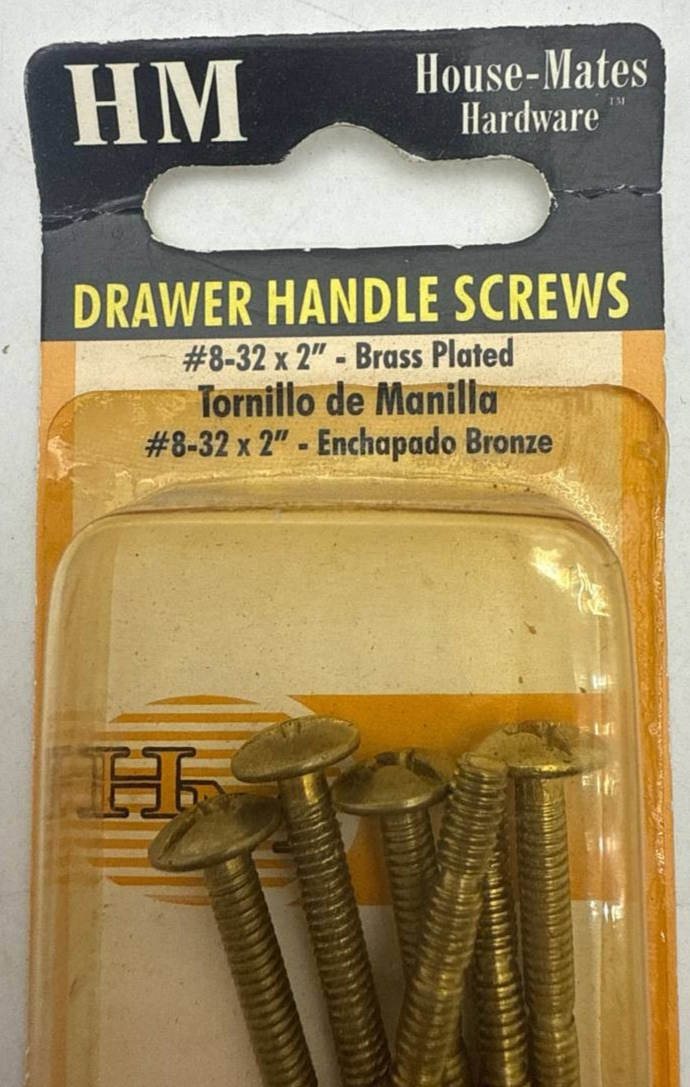 HM
House-Mates
Hardware™
DRAWER HANDLE SCREWS
#8-32 x 2" - Brass Plated
Tornillo de Manilla
#8-32 x 2" - Enchapado Bronze
H